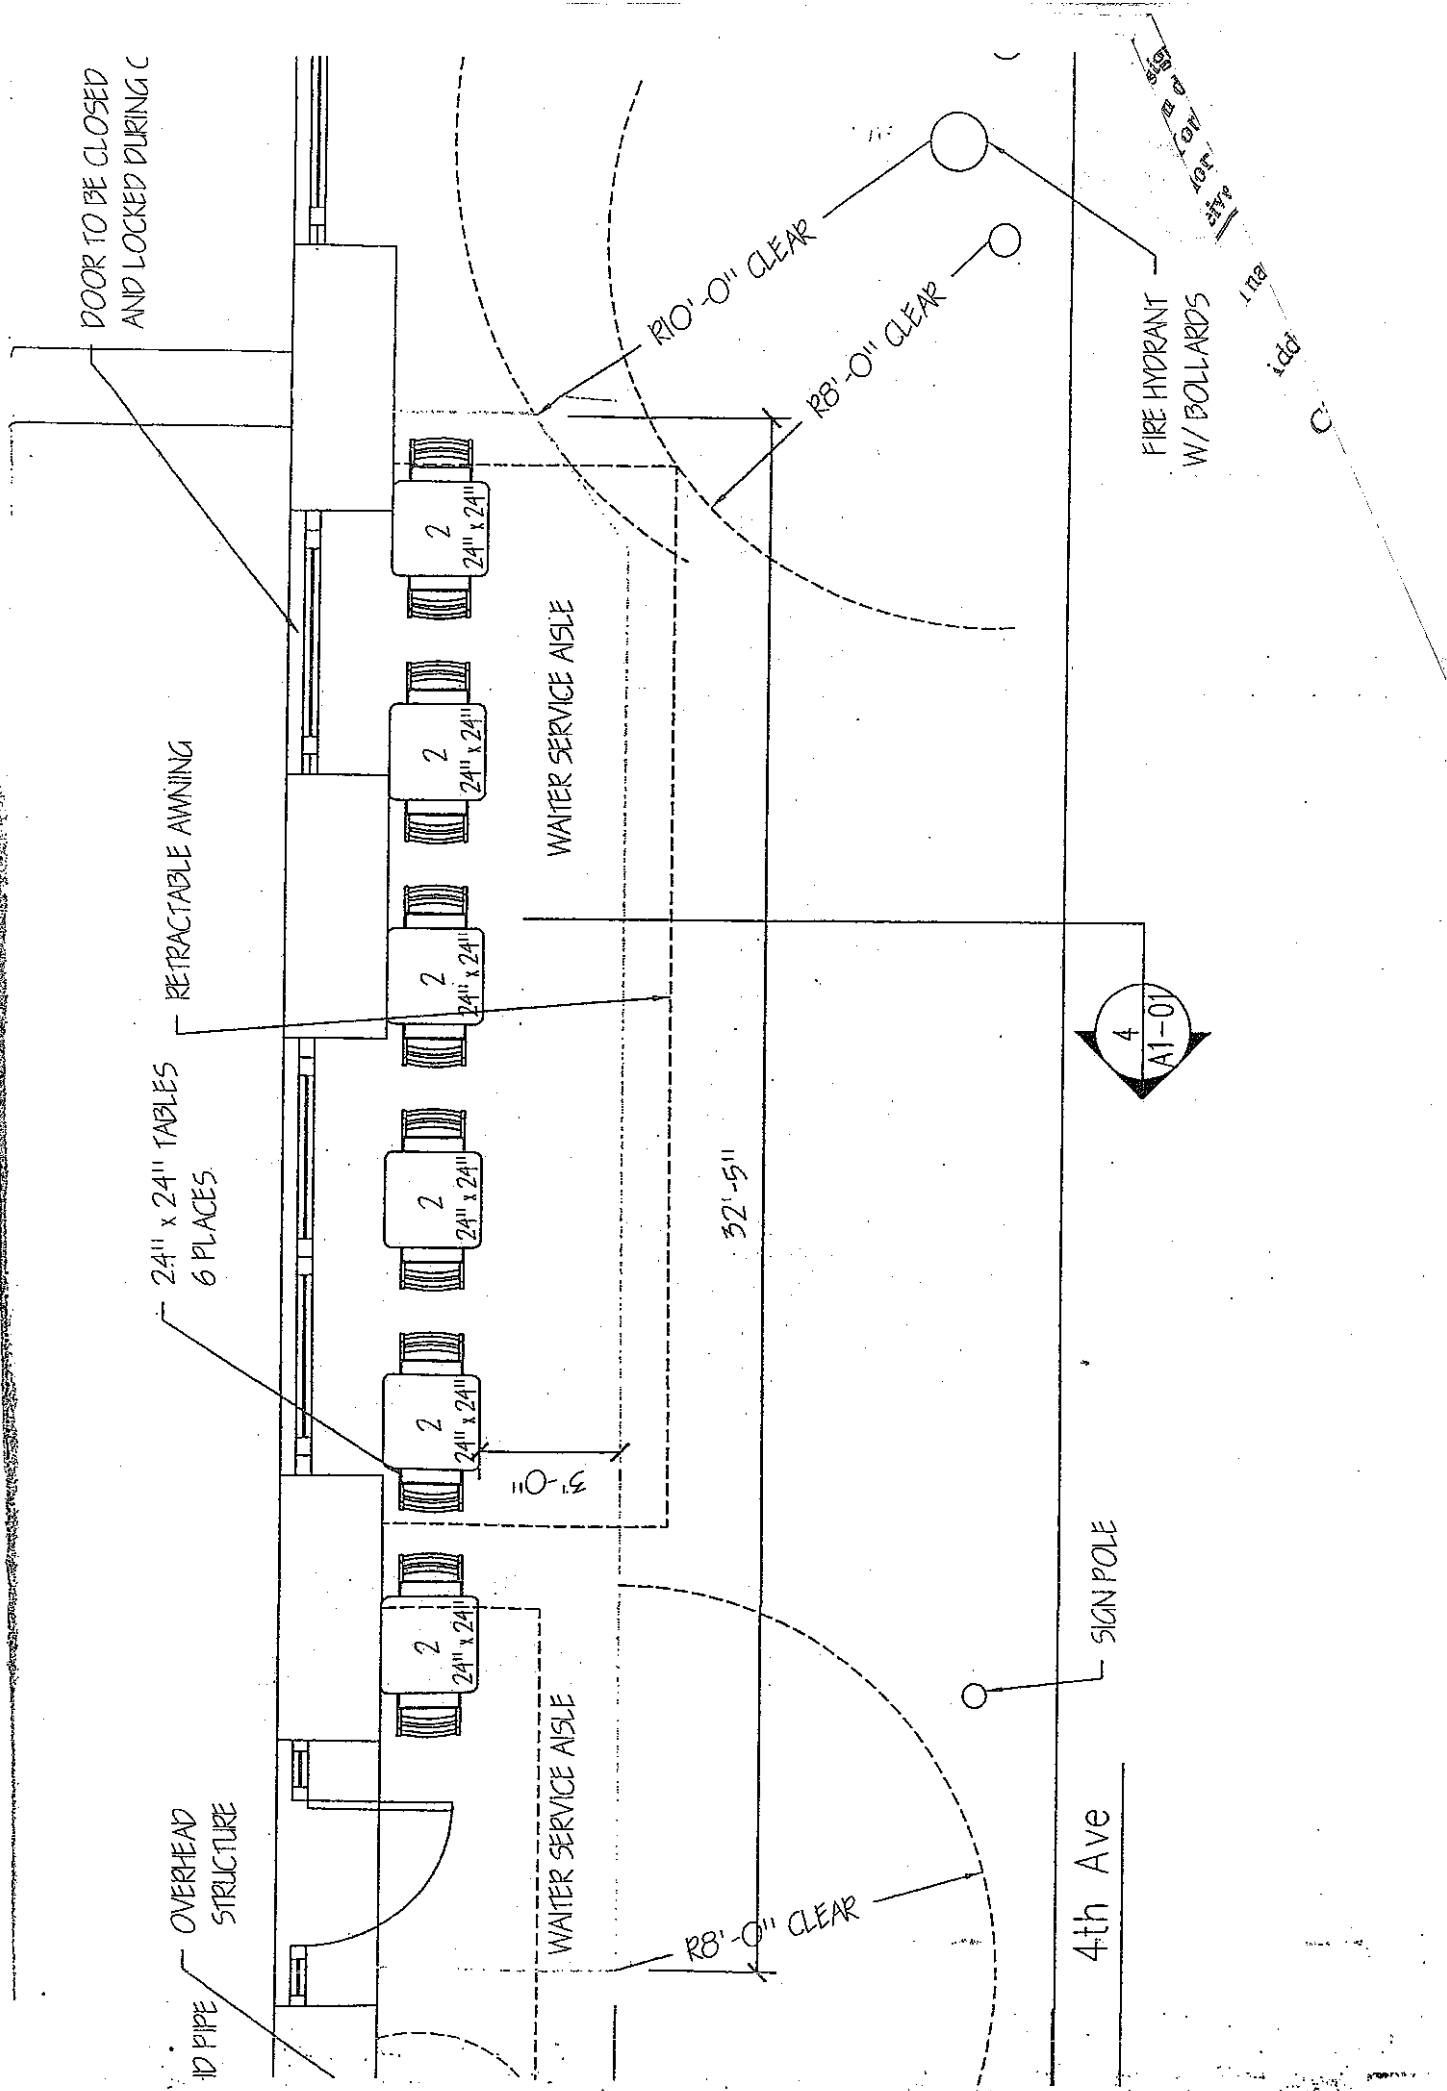 DOOR TO BE CLOSED
AND LOCKED DURING C
RETRACTABLE AWNING
24" x 24" TABLES
6 PLACES
OVERHEAD
STRUCTURE
ID PIPE
2
24" x 24"
2
24" x 24"
2
24" x 24"
2
24" x 24"
2
24" x 24"
2
24" x 24"
WAITER SERVICE AISLE
WAITER SERVICE AISLE
3'-0"
32'-5"
R10'-0" CLEAR
R8'-0" CLEAR
R8'-0" CLEAR
FIRE HYDRANT
W/ BOLLARDS
4
A1-01
SIGN POLE
4th Ave